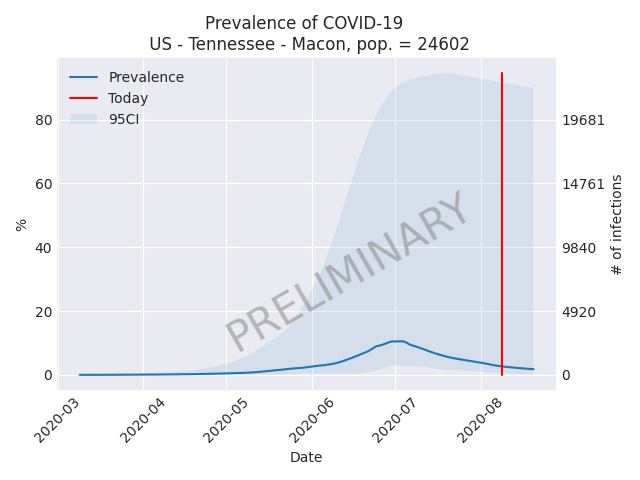 Prevalence of COVID-19
US - Tennessee - Macon, pop. = 24602
Prevalence
Today
95CI
PRELIMINARY
%
80
60
40
20
0
# of infections
19681
14761
9840
4920
0
2020-03
2020-04
2020-05
2020-06
2020-07
2020-08
Date